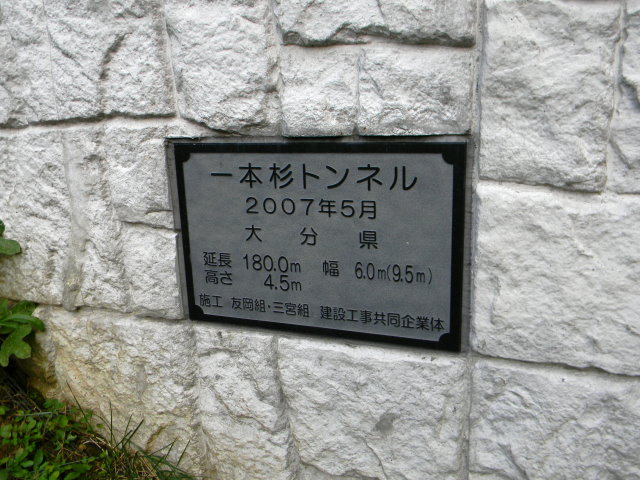 一本杉トンネル
2007年5月
大分県
延長 180.0m 幅 6.0m(9.5m)
高さ 4.5m
施工 友岡組・三宮組 建設工事共同企業体